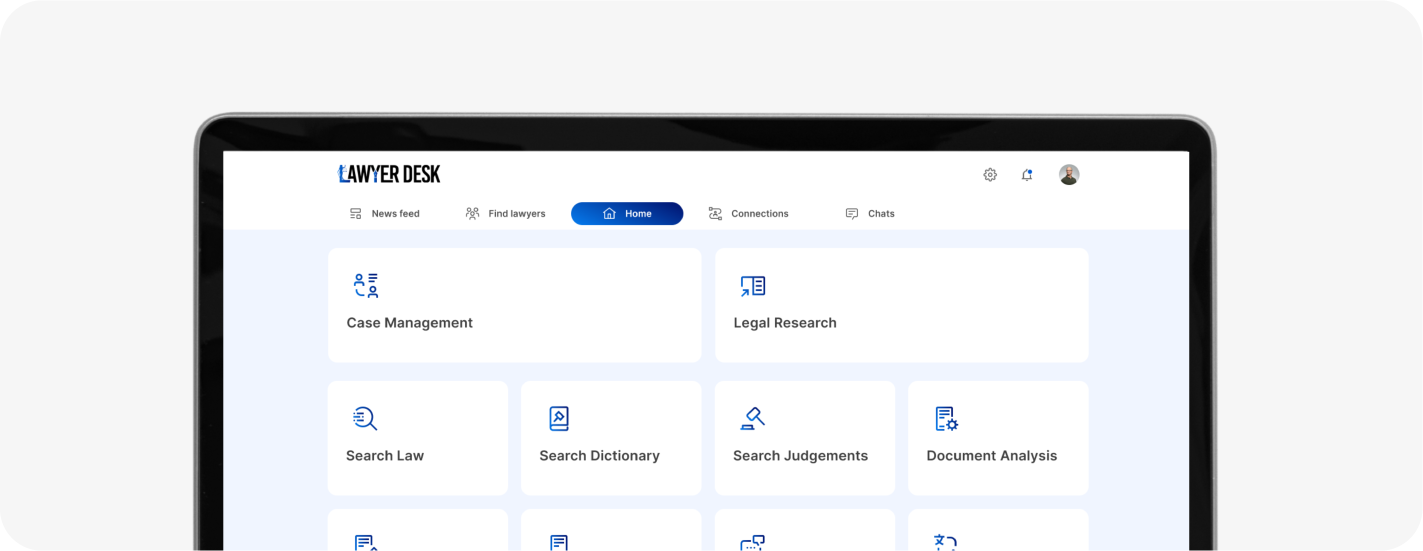 LAWYER DESK
News feed
Find lawyers
Home
Connections
Chats
Case Management
Legal Research
Search Law
Search Dictionary
Search Judgements
Document Analysis